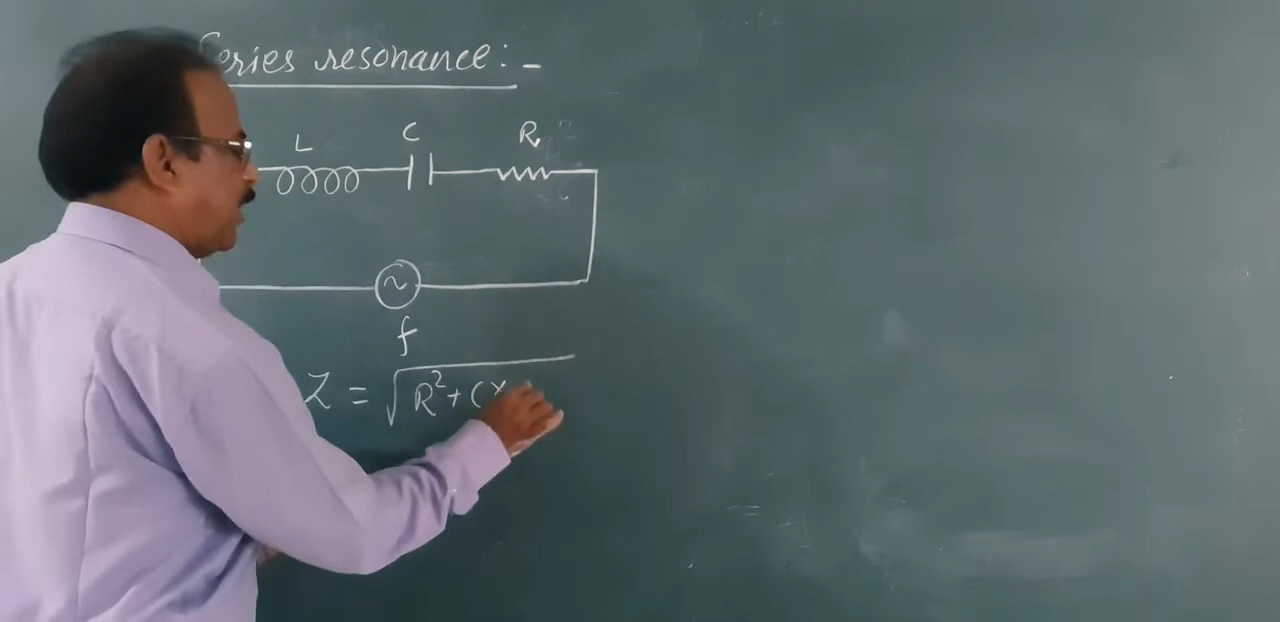 Series resonance:-
L C R
~
f
Z = √R²+(X